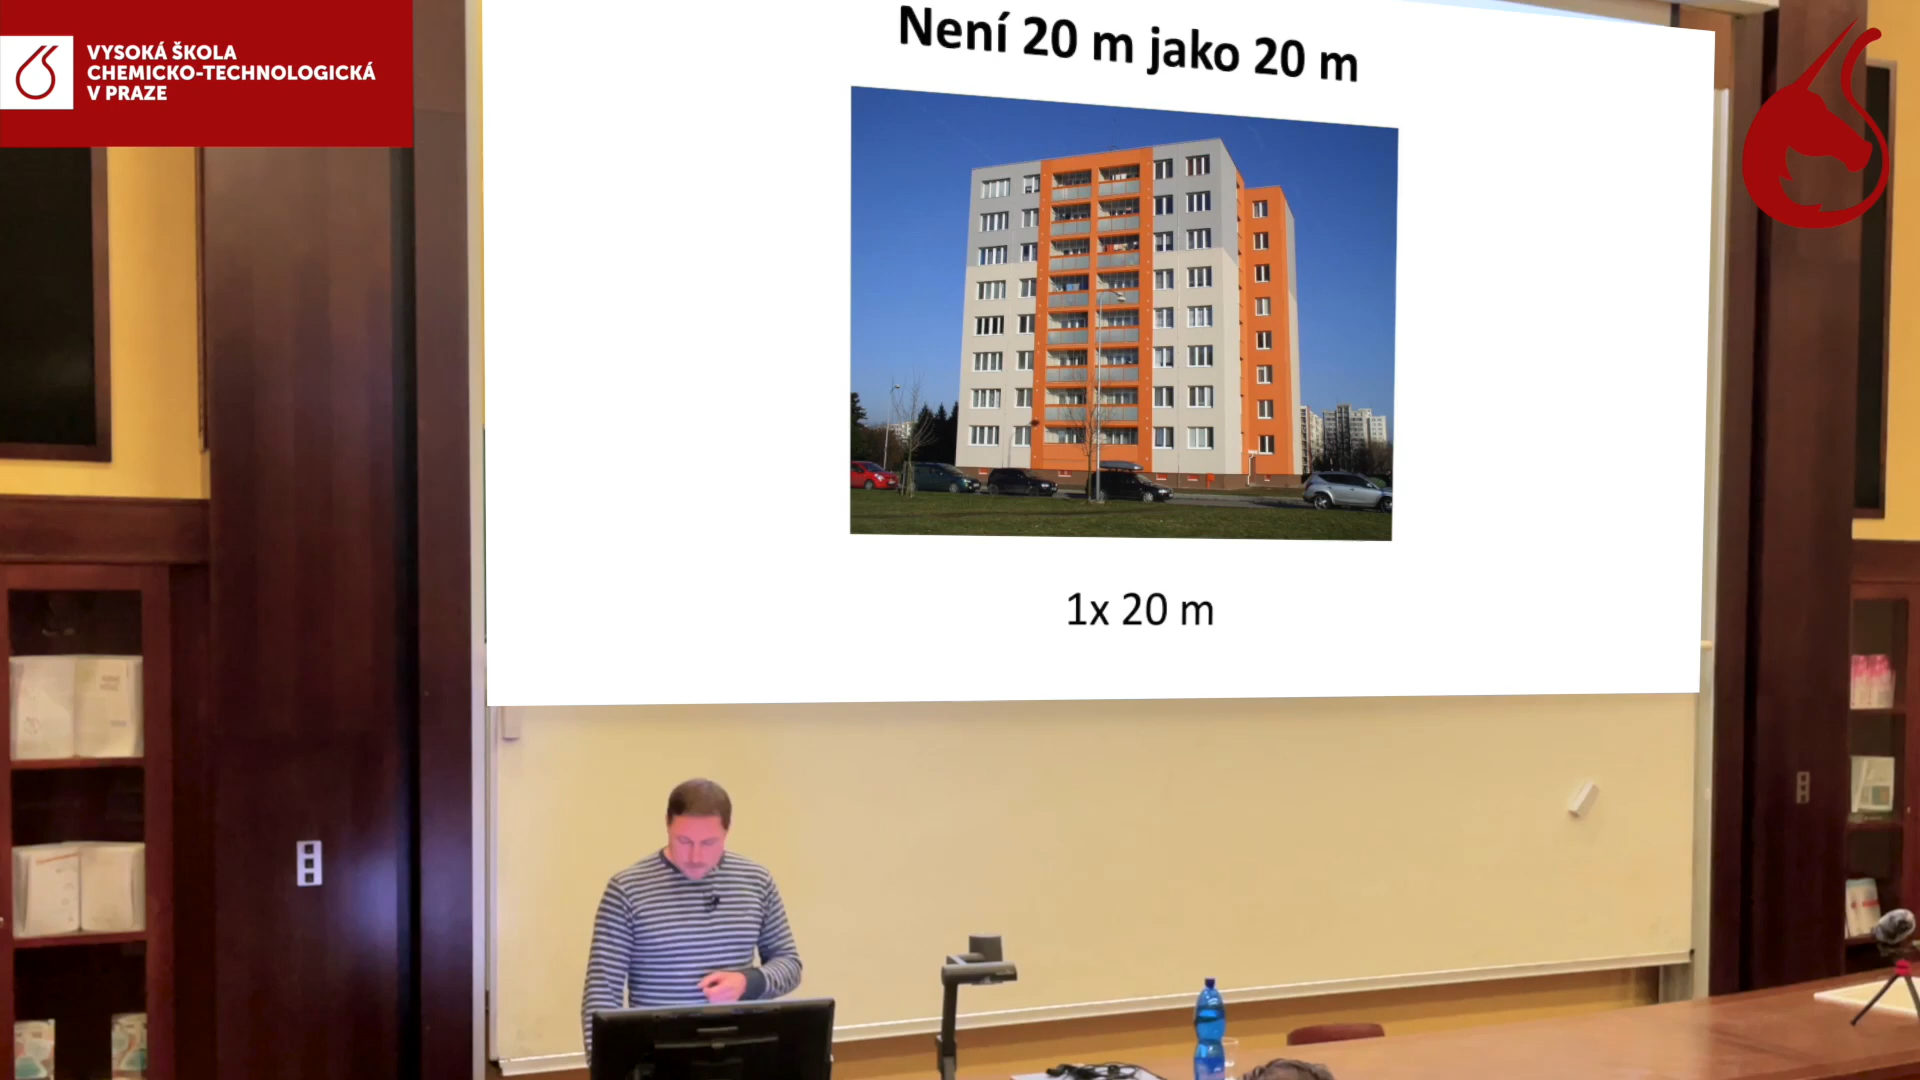 VYSOKÁ ŠKOLA
CHEMICKO-TECHNOLOGICKÁ
V PRAZE
Není 20 m jako 20 m
1x 20 m